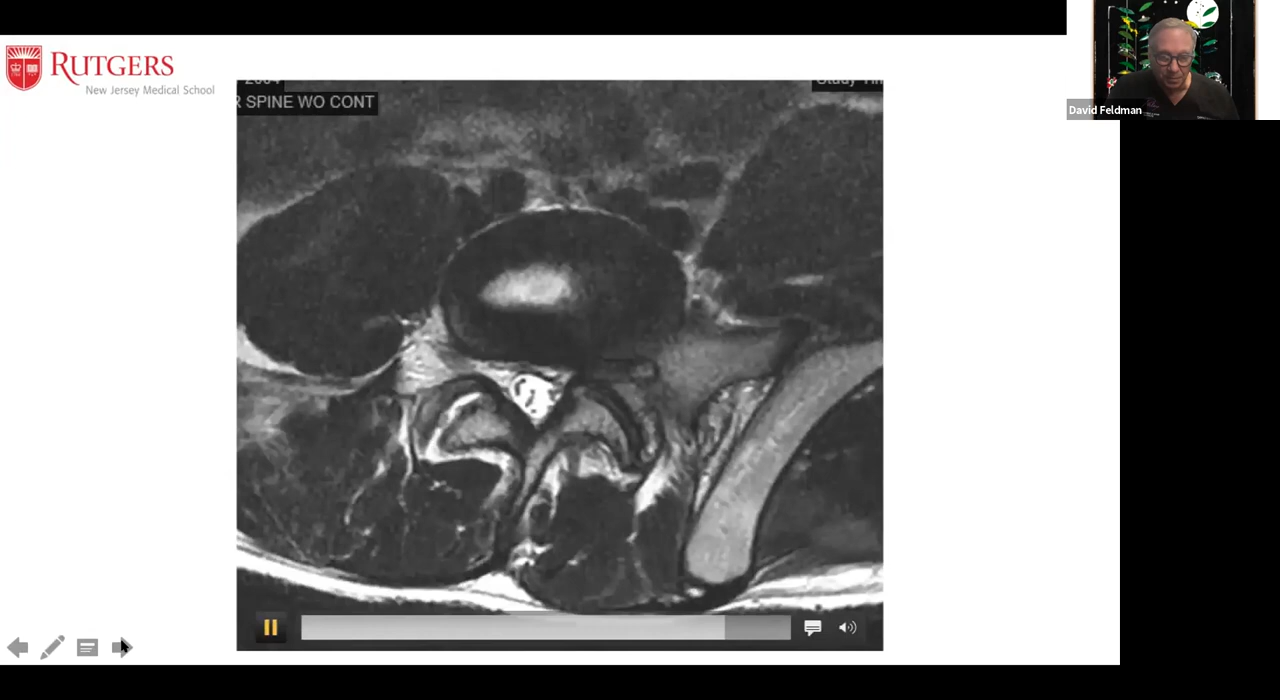 RUTGERS
New Jersey Medical School
R SPINE WO CONT
David Feldman